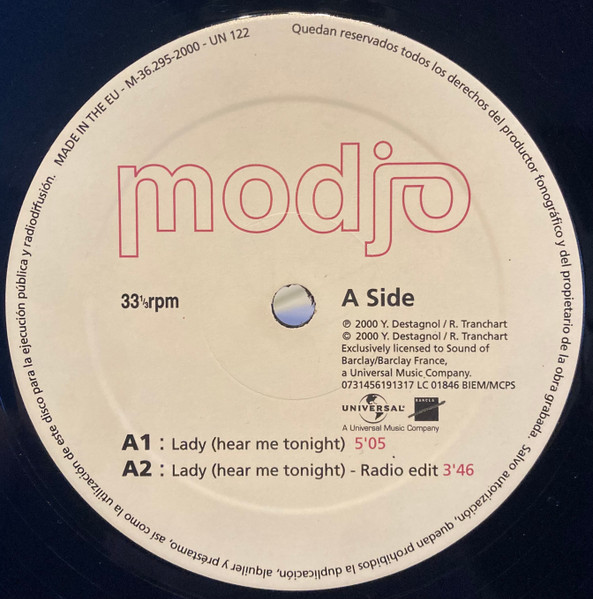 Quedan reservados todos los derechos del productor fonográfico y del propietario de la obra grabada. Salvo autorización, quedan prohibidos la duplicación, alquiler y préstamo, así como la utilización de este disco para la ejecución pública y radiodifusión. MADE IN THE EU - M-36.295-2000 - UN 122
modjo
33⅓rpm
A Side
℗ 2000 Y. Destagnol / R. Tranchart
© 2000 Y. Destagnol / R. Tranchart
Exclusively licensed to Sound of
Barclay/Barclay France,
a Universal Music Company.
0731456191317 LC 01846 BIEM/MCPS
UNIVERSAL
A Universal Music Company
A1 : Lady (hear me tonight) 5'05
A2 : Lady (hear me tonight) - Radio edit 3'46